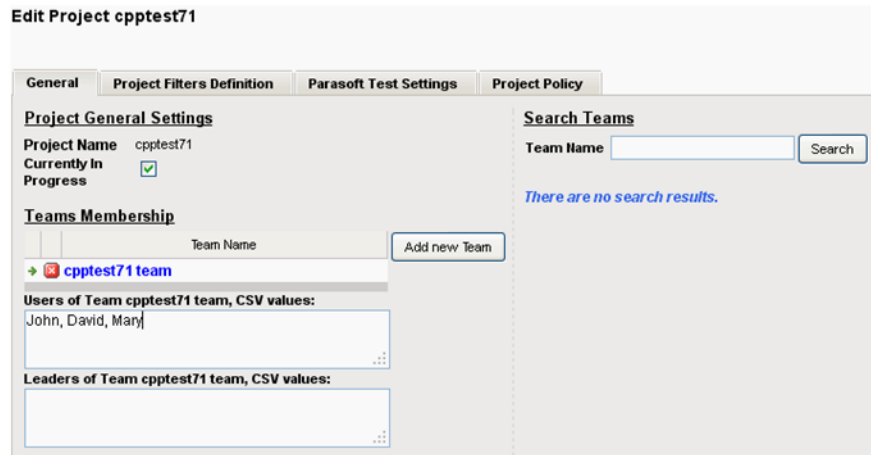 Edit Project cpptest71
General
Project Filters Definition
Parasoft Test Settings
Project Policy
Project General Settings
Project Name cpptest71
Currently In
Progress
Teams Membership
Team Name
Add new Team
cpptest71 team
Users of Team cpptest71 team, CSV values:
John, David, Mary
Leaders of Team cpptest71 team, CSV values:
Search Teams
Team Name
Search
There are no search results.